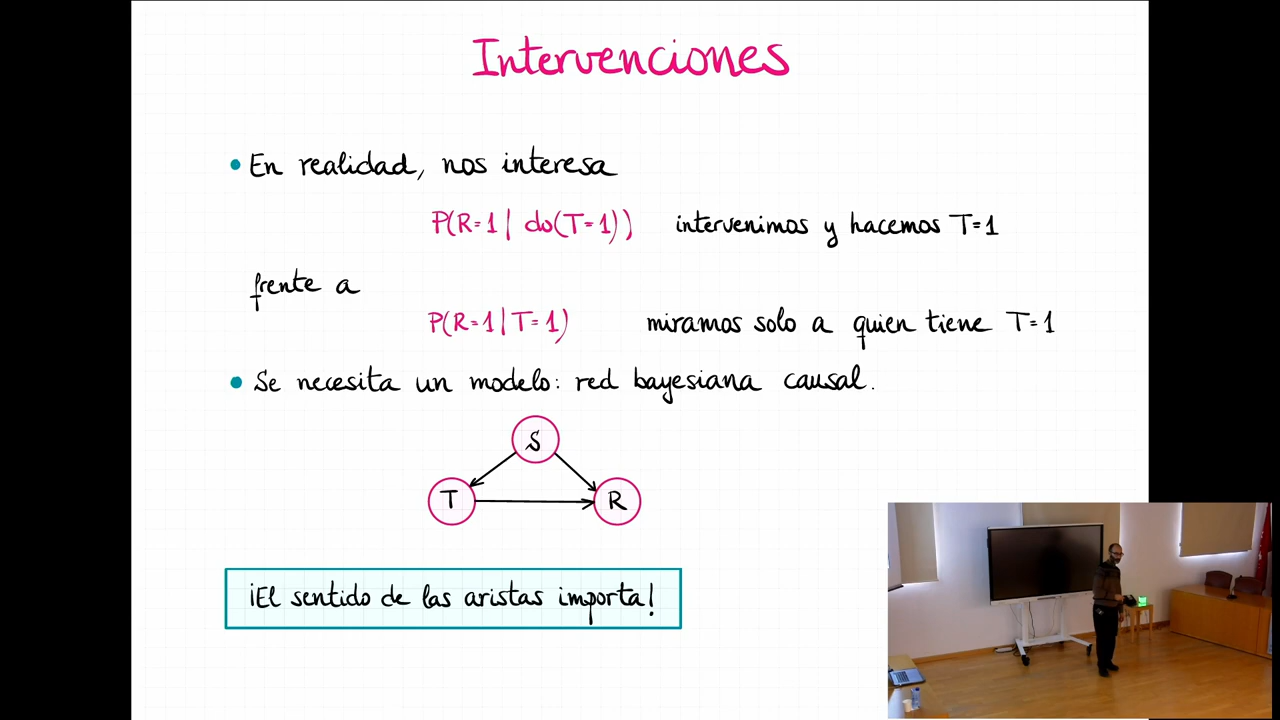 Intervenciones
• En realidad, nos interesa
P(R=1 | do(T=1)) intervenimos y hacemos T=1
frente a
P(R=1 | T=1) miramos solo a quien tiene T=1
• Se necesita un modelo: red bayesiana causal.
S
T R
¡El sentido de las aristas importa!